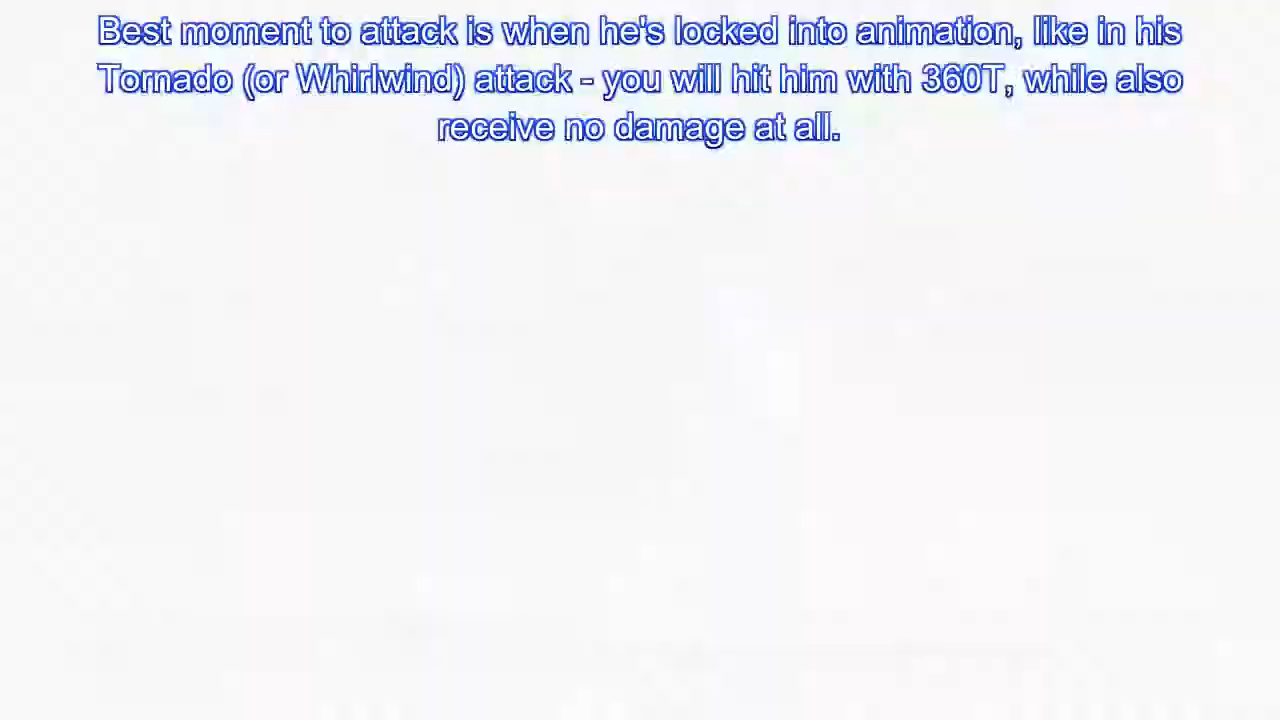 Best moment to attack is when he's locked into animation, like in his
Tornado (or Whirlwind) attack - you will hit him with 360T, while also
receive no damage at all.